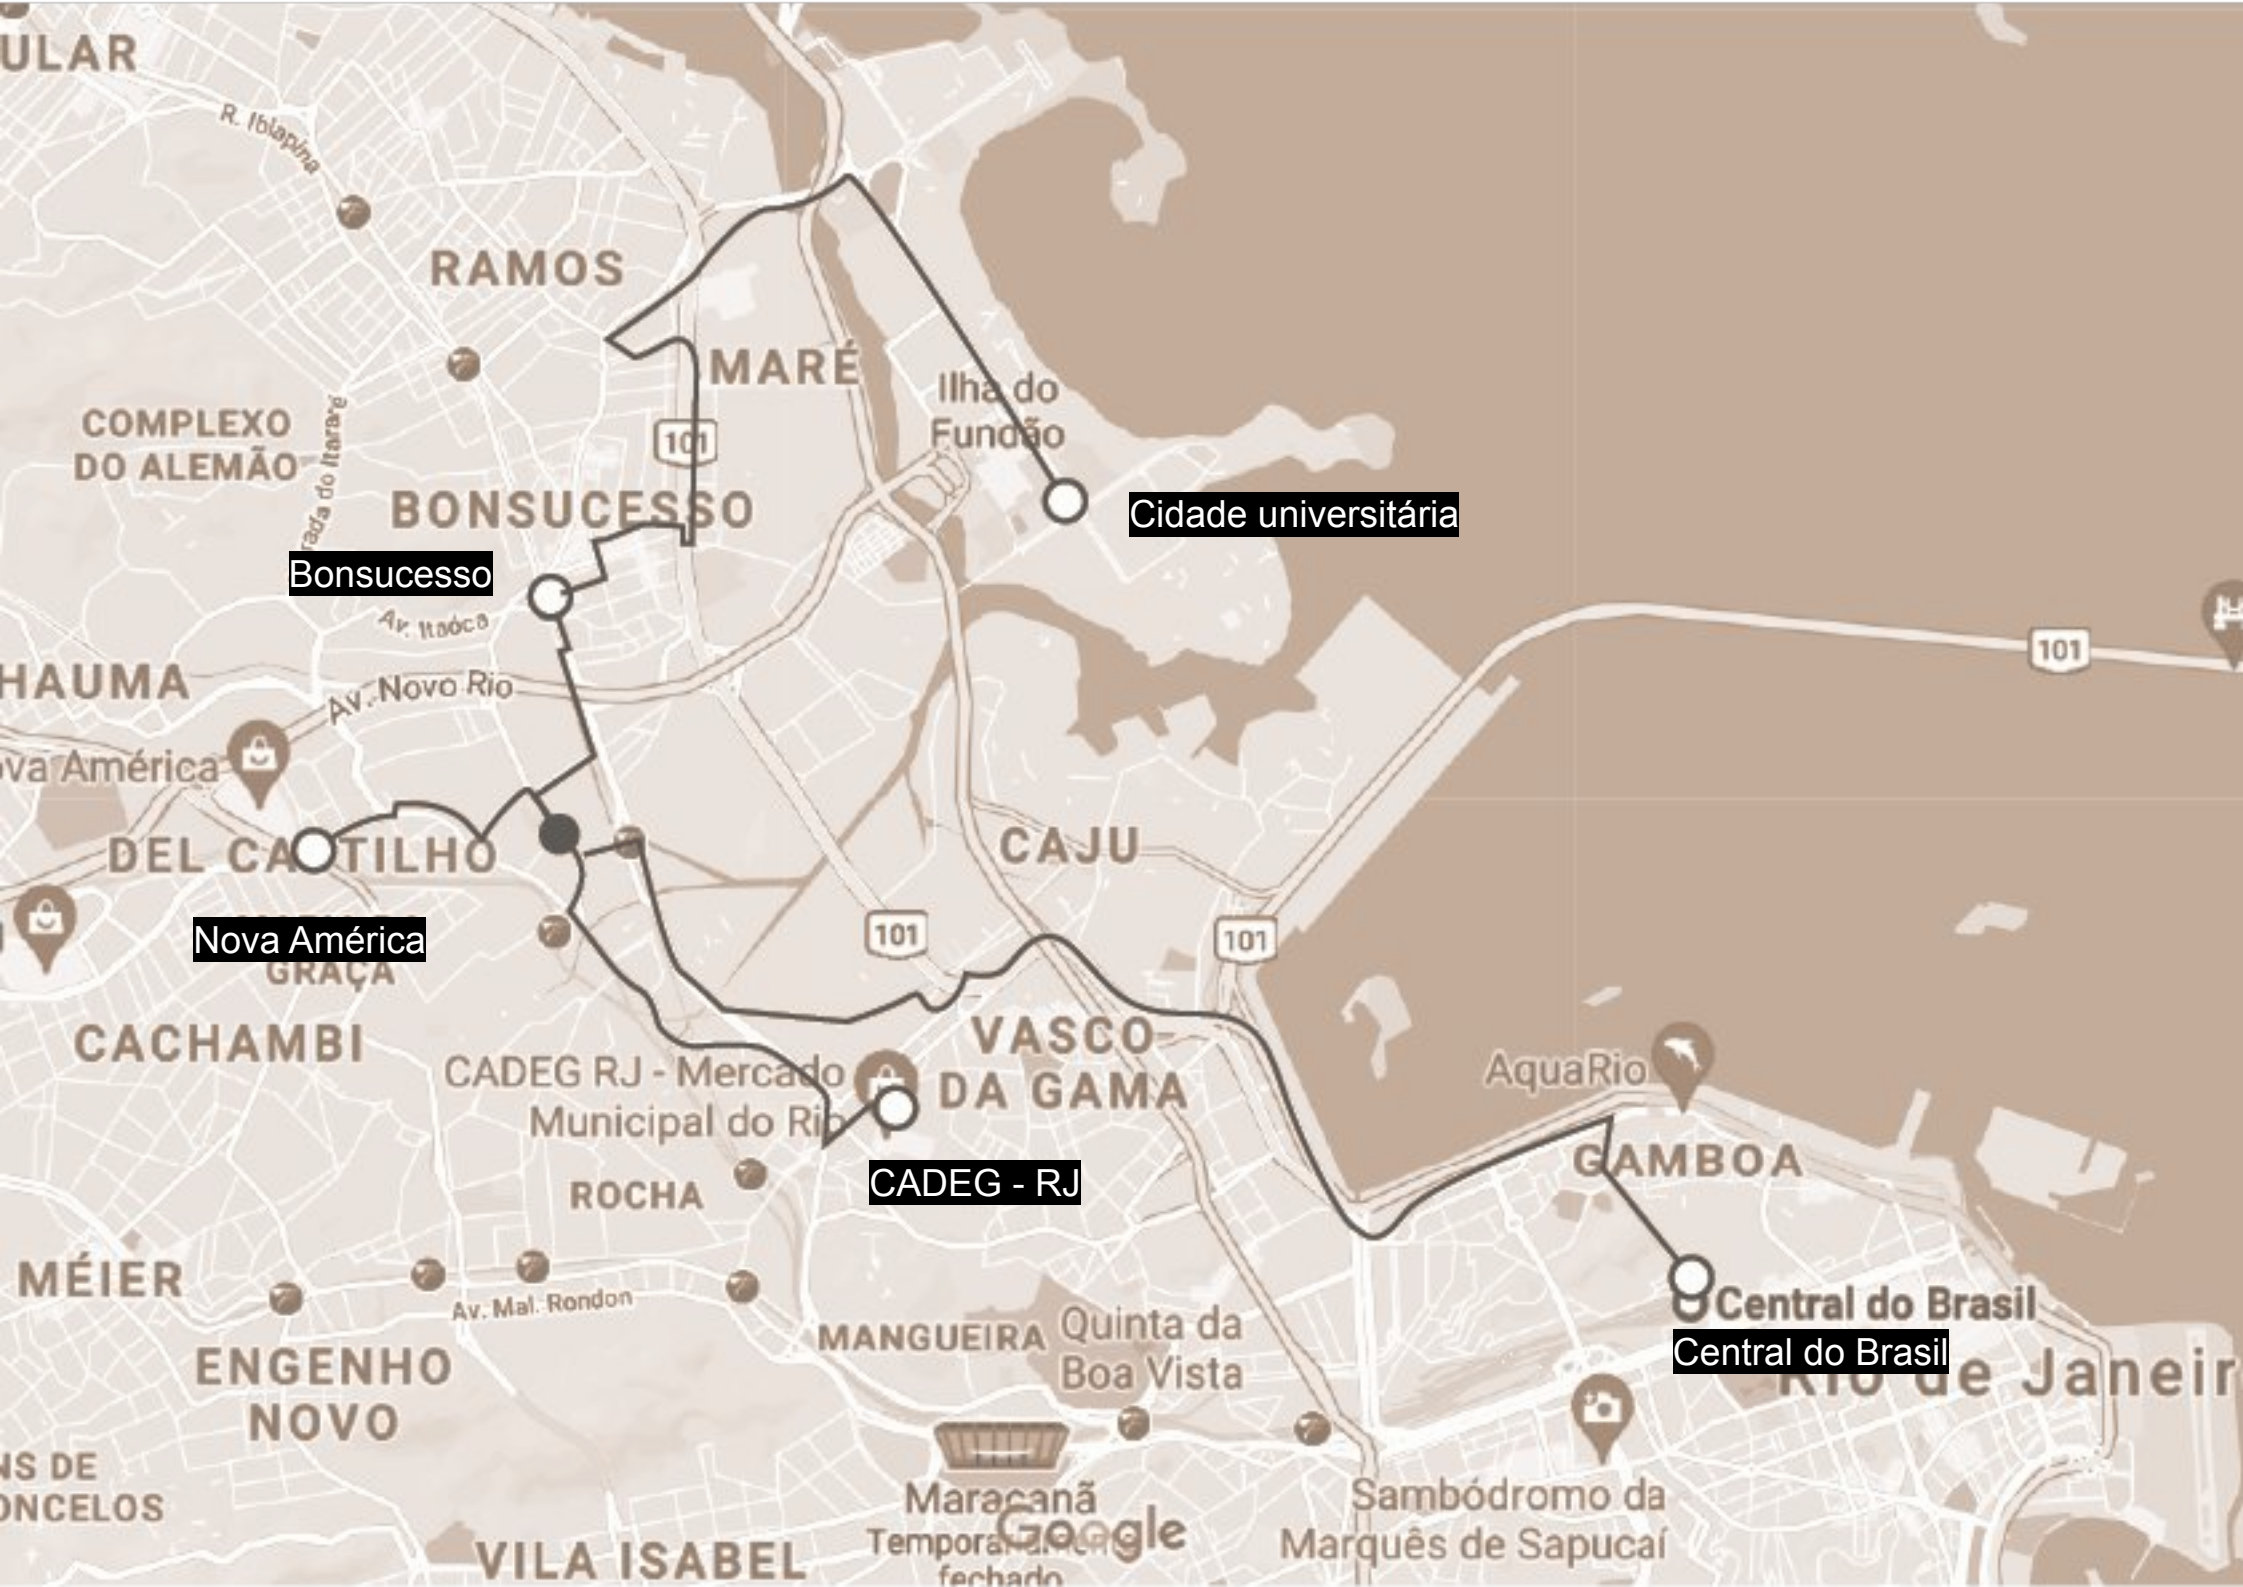 ULAR
R. Ibiapina
RAMOS
MARÉ
Ilha do
Fundão
COMPLEXO
DO ALEMÃO
101
BONSUCESSO
Cidade universitária
Bonsucesso
Av. Itaóca
101
HAUMA
Av. Novo Rio
va América
DEL CASTILHO
CAJU
101
101
Nova América
GRAÇA
CACHAMBI
VASCO
DA GAMA
CADEG RJ - Mercado
Municipal do Rio
AquaRio
GAMBOA
CADEG - RJ
ROCHA
MÉIER
Av. Mal. Rondon
MANGUEIRA
Quinta da
Boa Vista
Central do Brasil
Central do Brasil
Rio de Janeir
ENGENHO
NOVO
NS DE
ONCELOS
Maracanã
Google
fechado
Sambódromo da
Marquês de Sapucaí
VILA ISABEL